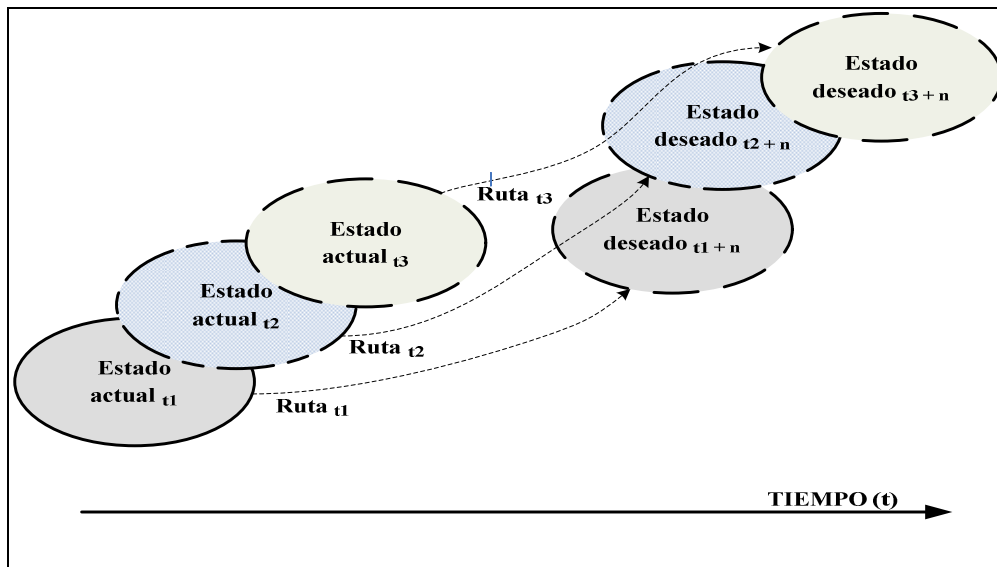 Estado
deseado t3 + n
Estado
deseado t2 + n
Ruta t3
Estado
deseado t1 + n
Estado
actual t3
Estado
actual t2
Ruta t2
Estado
actual t1
Ruta t1
TIEMPO (t)